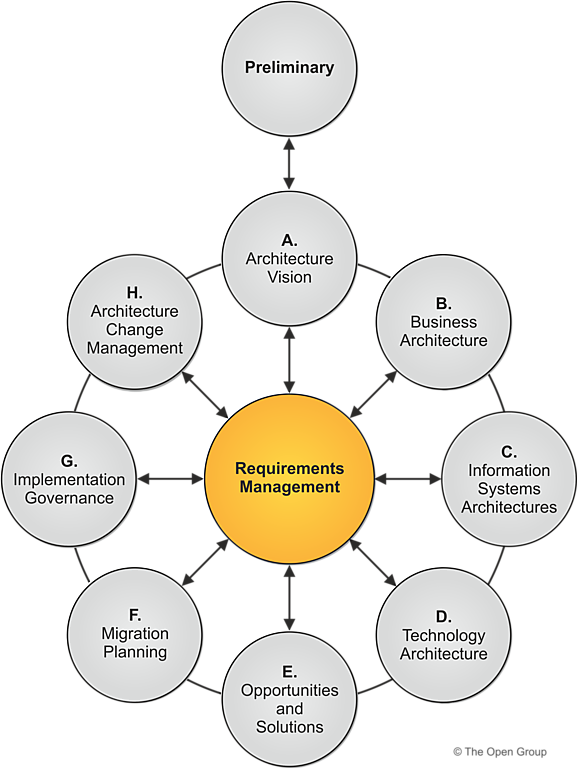 Preliminary
A.
Architecture
Vision
B.
Business
Architecture
C.
Information
Systems
Architectures
D.
Technology
Architecture
E.
Opportunities
and
Solutions
F.
Migration
Planning
G.
Implementation
Governance
H.
Architecture
Change
Management
Requirements
Management
© The Open Group